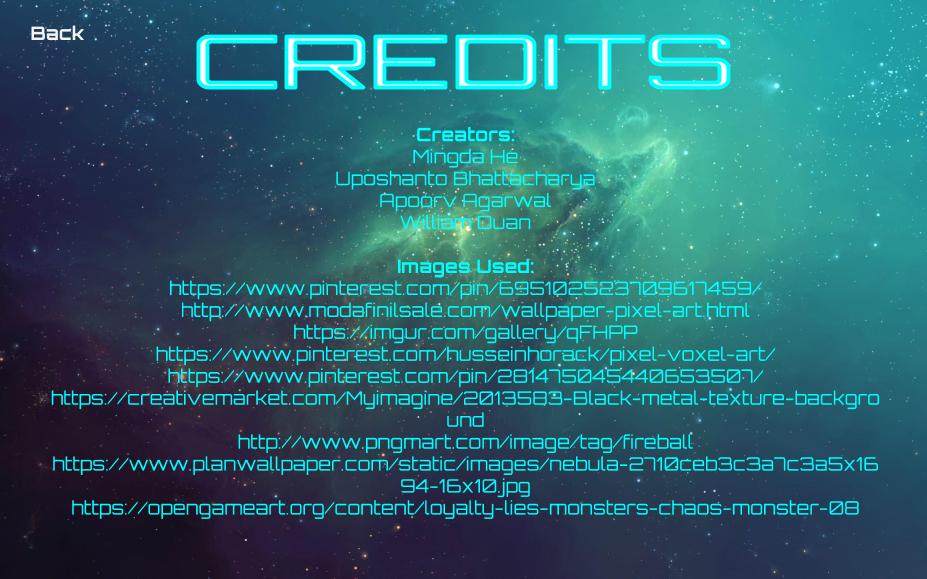 Back
CREDITS
Creators:
Mingda He
Uposhanto Bhattacharya
Apoorv Agarwal
William Duan
Images Used:
https://www.pinterest.com/pin/695102523709617459/
http://www.modafinilsale.com/wallpaper-pixel-art.html
https://imgur.com/gallery/qFHPP
https://www.pinterest.com/husseinhorack/pixel-voxel-art/
https://www.pinterest.com/pin/281475045440653507/
https://creativemarket.com/Myimagine/2013583-Black-metal-texture-backgro
und
http://www.pngmart.com/image/tag/fireball
https://www.planwallpaper.com/static/images/nebula-2710ceb3c3a7c3a5x16
94-16x10.jpg
https://opengameart.org/content/loyalty-lies-monsters-chaos-monster-08